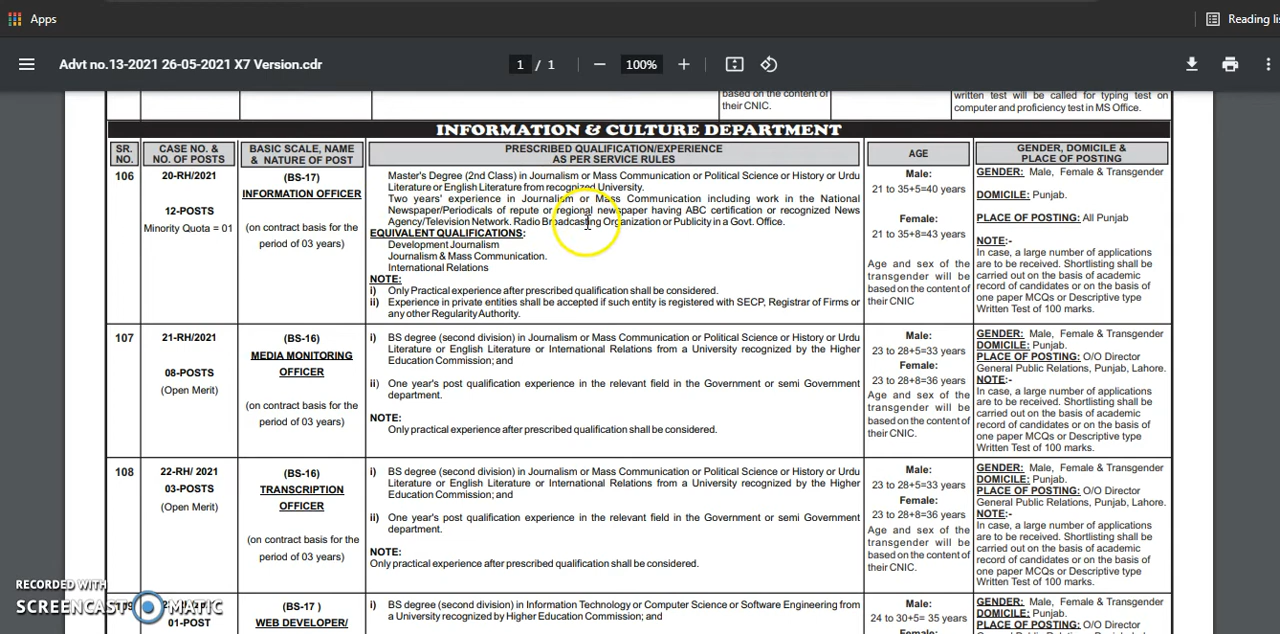 Apps
Reading lis
Advt no.13-2021 26-05-2021 X7 Version.cdr
1 / 1
100%
based on the content of
their CNIC.
written test will be called for typing test on
computer and proficiency test in MS Office.
INFORMATION & CULTURE DEPARTMENT
SR.
NO.
CASE NO. &
NO. OF POSTS
BASIC SCALE, NAME
& NATURE OF POST
PRESCRIBED QUALIFICATION/EXPERIENCE
AS PER SERVICE RULES
AGE
GENDER, DOMICILE &
PLACE OF POSTING
106
20-RH/2021
12-POSTS
Minority Quota = 01
(BS-17)
INFORMATION OFFICER
(on contract basis for the
period of 03 years)
Master's Degree (2nd Class) in Journalism or Mass Communication or Political Science or History or Urdu
Literature or English Literature from recognized University.
Two years' experience in Journalism or Mass Communication including work in the National
Newspaper/Periodicals of repute or regional newspaper having ABC certification or recognized News
Agency/Television Network. Radio Broadcasting Organization or Publicity in a Govt. Office.
EQUIVALENT QUALIFICATIONS:
Development Journalism
Journalism & Mass Communication.
International Relations
NOTE:
i) Only Practical experience after prescribed qualification shall be considered.
ii) Experience in private entities shall be accepted if such entity is registered with SECP, Registrar of Firms or
any other Regularity Authority.
Male:
21 to 35+5=40 years
Female:
21 to 35+8=43 years
Age and sex of the
transgender will be
based on the content of
their CNIC
GENDER: Male, Female & Transgender
DOMICILE: Punjab.
PLACE OF POSTING: All Punjab
NOTE:-
In case, a large number of applications
are to be received. Shortlisting shall be
carried out on the basis of academic
record of candidates or on the basis of
one paper MCQs or Descriptive type
Written Test of 100 marks.
107
21-RH/2021
08-POSTS
(Open Merit)
(BS-16)
MEDIA MONITORING
OFFICER
(on contract basis for the
period of 03 years)
i) BS degree (second division) in Journalism or Mass Communication or Political Science or History or Urdu
Literature or English Literature or International Relations from a University recognized by the Higher
Education Commission; and
ii) One year's post qualification experience in the relevant field in the Government or semi Government
department.
NOTE:
Only practical experience after prescribed qualification shall be considered.
Male:
23 to 28+5=33 years
Female:
23 to 28+8=36 years
Age and sex of the
transgender will be
based on the content of
their CNIC.
GENDER: Male, Female & Transgender
DOMICILE: Punjab.
PLACE OF POSTING: O/O Director
General Public Relations, Punjab, Lahore.
NOTE:-
In case, a large number of applications
are to be received. Shortlisting shall be
carried out on the basis of academic
record of candidates or on the basis of
one paper MCQs or Descriptive type
Written Test of 100 marks.
108
22-RH/ 2021
03-POSTS
(Open Merit)
(BS-16)
TRANSCRIPTION
OFFICER
(on contract basis for the
period of 03 years)
i) BS degree (second division) in Journalism or Mass Communication or Political Science or History or Urdu
Literature or English Literature or International Relations from a University recognized by the Higher
Education Commission; and
ii) One year's post qualification experience in the relevant field in the Government or semi Government
department.
NOTE:
Only practical experience after prescribed qualification shall be considered.
Male:
23 to 28+5=33 years
Female:
23 to 28+8=36 years
Age and sex of the
transgender will be
based on the content of
their CNIC.
GENDER: Male, Female & Transgender
DOMICILE: Punjab.
PLACE OF POSTING: O/O Director
General Public Relations, Punjab, Lahore.
NOTE:-
In case, a large number of applications
are to be received. Shortlisting shall be
carried out on the basis of academic
record of candidates or on the basis of
one paper MCQs or Descriptive type
Written Test of 100 marks.
01-POST
(BS-17 )
WEB DEVELOPER/
i) BS degree (second division) in Information Technology or Computer Science or Software Engineering from
a University recognized by Higher Education Commission; and
Male:
24 to 30+5=35 years
GENDER: Male, Female & Transgender
DOMICILE: Punjab.
PLACE OF POSTING: O/O Director
RECORDED WITH
SCREENCAST MATIC